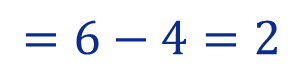 = 6 − 4 = 2